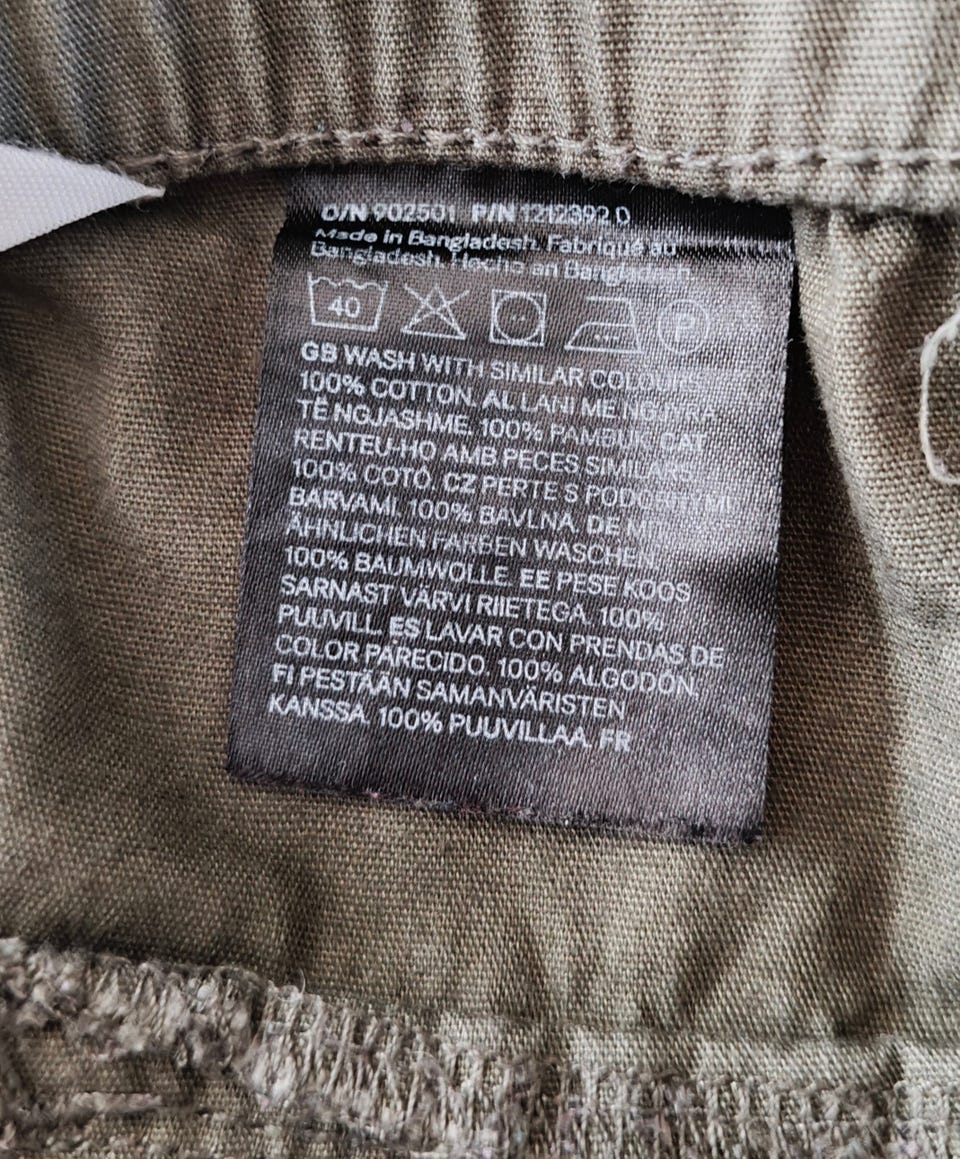 O/N 902501 P/N 1212392.0
Made in Bangladesh. Fabriqué au
Bangladesh. Hecho en Bangladesh.
40 P
GB WASH WITH SIMILAR COLOURS.
100% COTTON. AL LANI ME NGJYRA
TË NGJASHME. 100% PAMBUK. CAT
RENTEU-HO AMB PECES SIMILARS.
100% COTÓ. CZ PERTE S PODOBNÝMI
BARVAMI. 100% BAVLNA. DE MIT
ÄHNLICHEN FARBEN WASCHEN.
100% BAUMWOLLE. EE PESE KOOS
SARNAST VÄRVI RIIETEGA. 100%
PUUVILL. ES LAVAR CON PRENDAS DE
COLOR PARECIDO. 100% ALGODÓN.
FI PESTÄÄN SAMANVÄRISTEN
KANSSA. 100% PUUVILLAA. FR